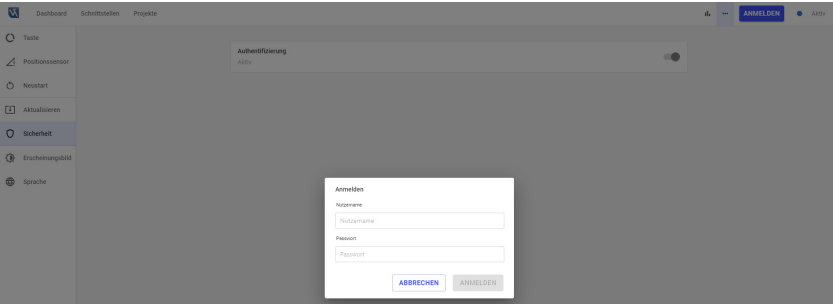 Dashboard Schnittstellen Projekte ANMELDEN Aktiv
Taste
Authentifizierung
Aktiv
Positionssensor
Neustart
Aktualisieren
Sicherheit
Erscheinungsbild
Sprache
Anmelden
Nutzername
Nutzername
Passwort
Passwort
ABBRECHEN ANMELDEN